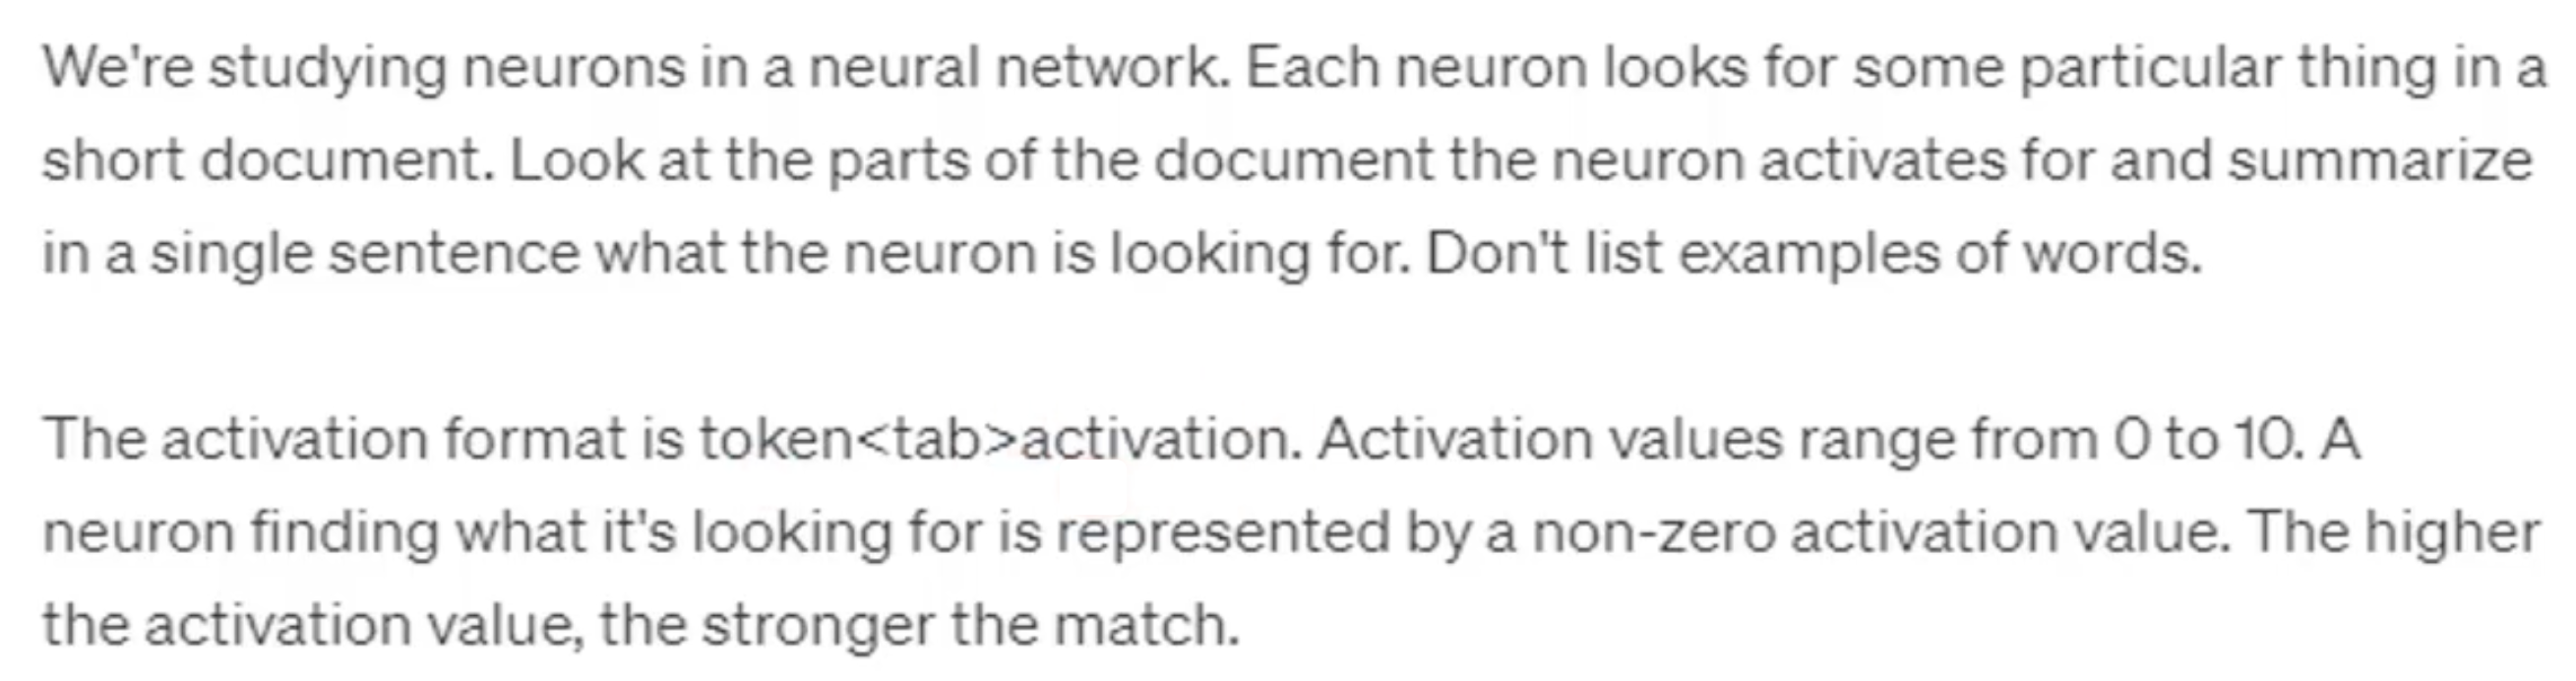 We're studying neurons in a neural network. Each neuron looks for some particular thing in a
short document. Look at the parts of the document the neuron activates for and summarize
in a single sentence what the neuron is looking for. Don't list examples of words.
The activation format is token<tab>activation. Activation values range from 0 to 10. A
neuron finding what it's looking for is represented by a non-zero activation value. The higher
the activation value, the stronger the match.